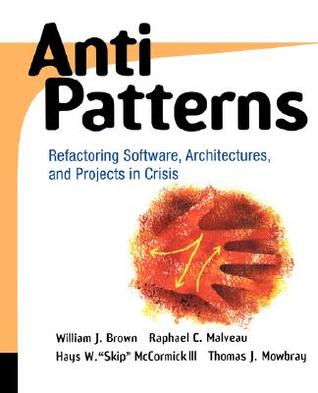 Anti
Patterns
Refactoring Software, Architectures,
and Projects in Crisis
William J. Brown Raphael C. Malveau
Hays W. "Skip" McCormick III Thomas J. Mowbray